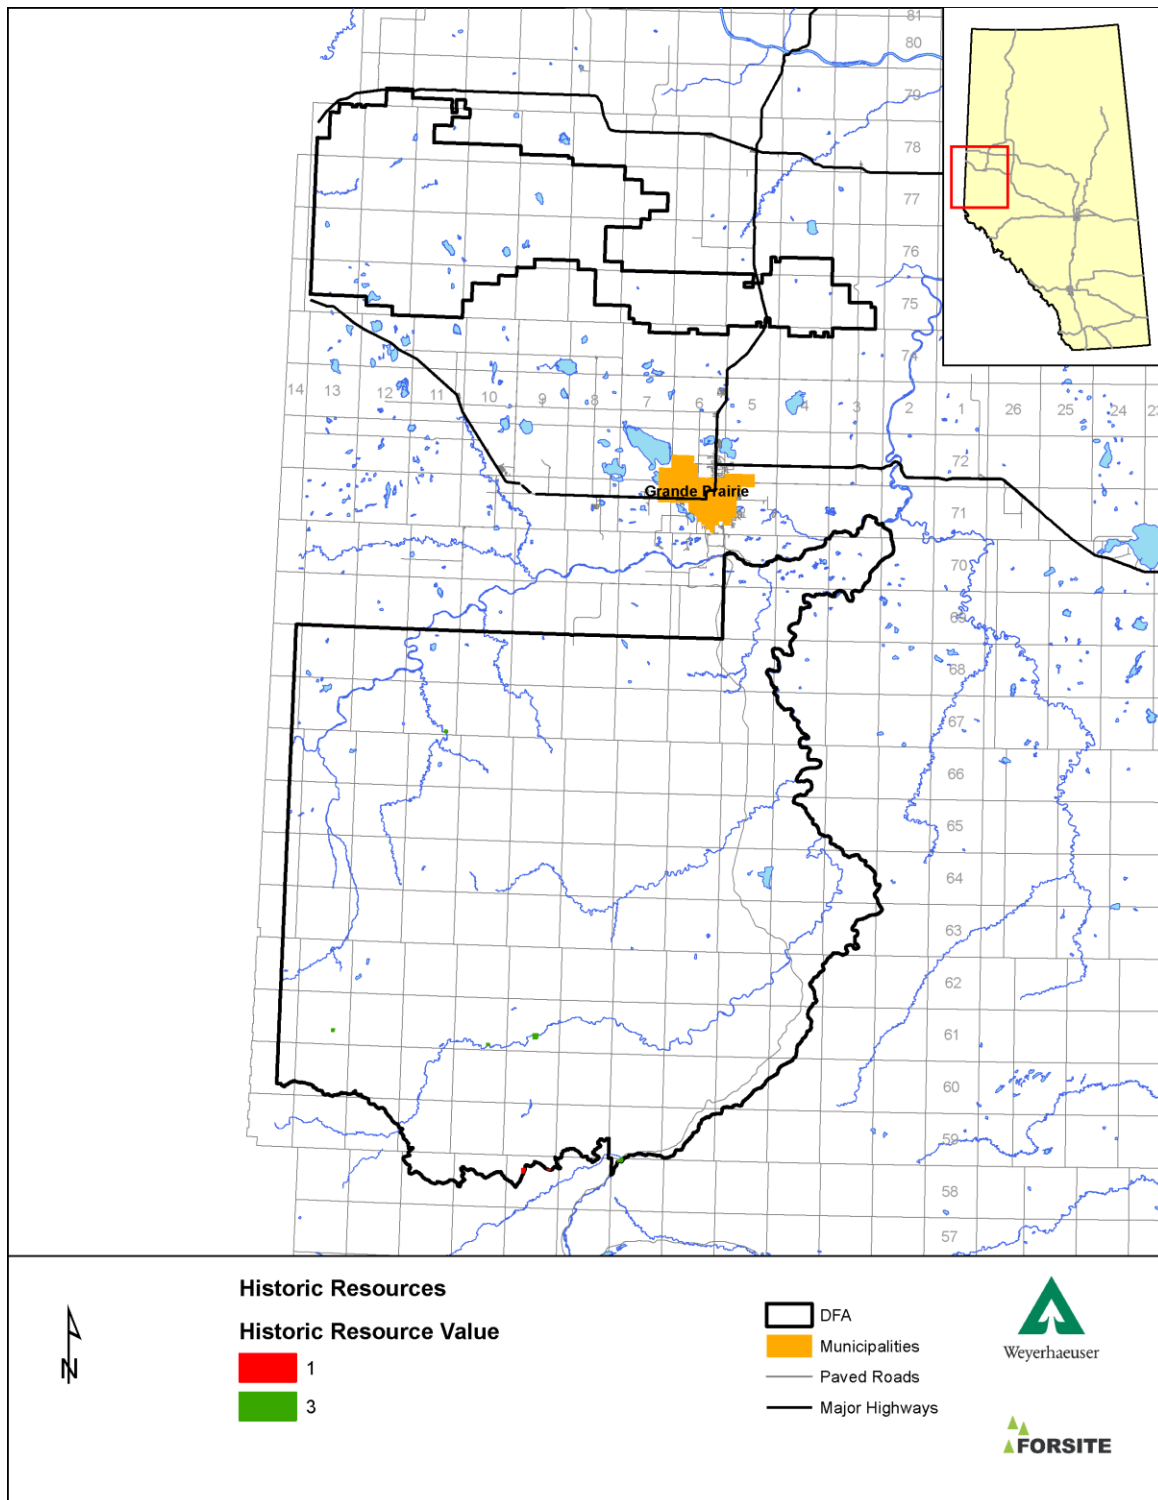 81
80
79
78
77
76
75
74
14 13 12 11 10 9 8 7 6 5 4 3 2 1 26 25 24 23
72
Grande Prairie
71
70
69
68
67
66
65
64
63
62
61
60
59
58
57
Historic Resources
Historic Resource Value
1
3
N
DFA
Municipalities
Paved Roads
Major Highways
Weyerhaeuser
FORSITE